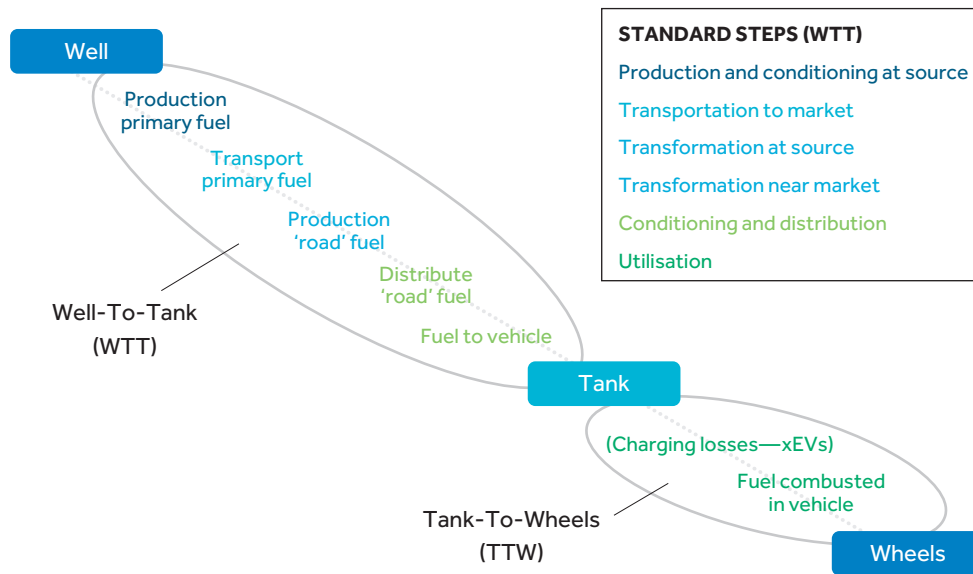 Well
Production
primary fuel
Transport
primary fuel
Production
‘road’ fuel
Distribute
‘road’ fuel
Fuel to vehicle
Well-To-Tank
(WTT)
Tank
(Charging losses—xEVs)
Fuel combusted
in vehicle
Tank-To-Wheels
(TTW)
Wheels
STANDARD STEPS (WTT)
Production and conditioning at source
Transportation to market
Transformation at source
Transformation near market
Conditioning and distribution
Utilisation